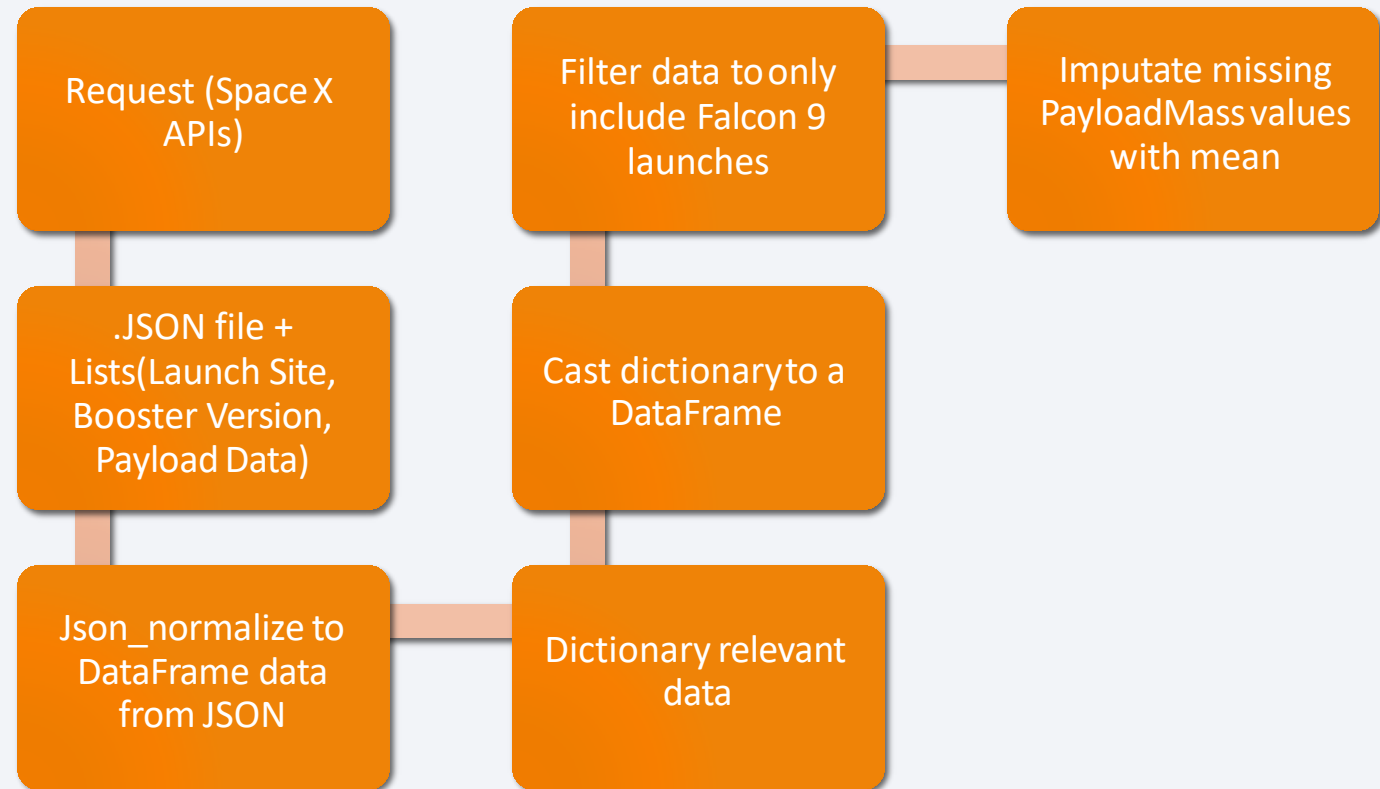 Request (Space X
APIs)
.JSON file +
Lists(Launch Site,
Booster Version,
Payload Data)
Json_normalize to
DataFrame data
from JSON
Dictionary relevant
data
Cast dictionary to a
DataFrame
Filter data to only
include Falcon 9
launches
Imputate missing
PayloadMass values
with mean